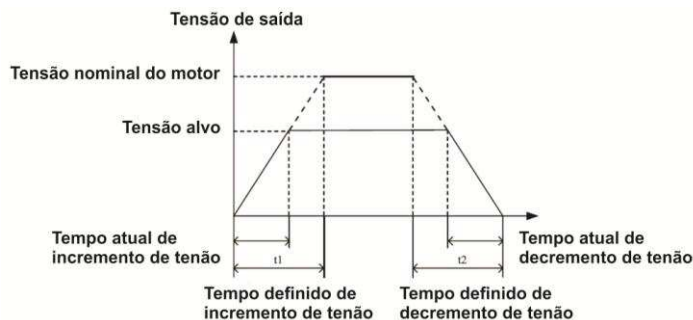 Tensão de saída
Tensão nominal do motor
Tensão alvo
Tempo atual de
incremento de tenão
t1
t2
Tempo atual de
decremento de tenão
Tempo definido de
incremento de tenão
Tempo definido de
decremento de tenão